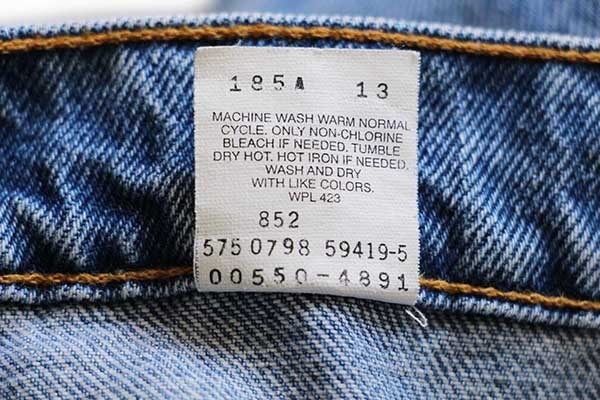 185A 13
MACHINE WASH WARM NORMAL
CYCLE. ONLY NON-CHLORINE
BLEACH IF NEEDED. TUMBLE
DRY HOT. HOT IRON IF NEEDED.
WASH AND DRY
WITH LIKE COLORS.
WPL 423
852
575 0798 59419-5
00550-4891